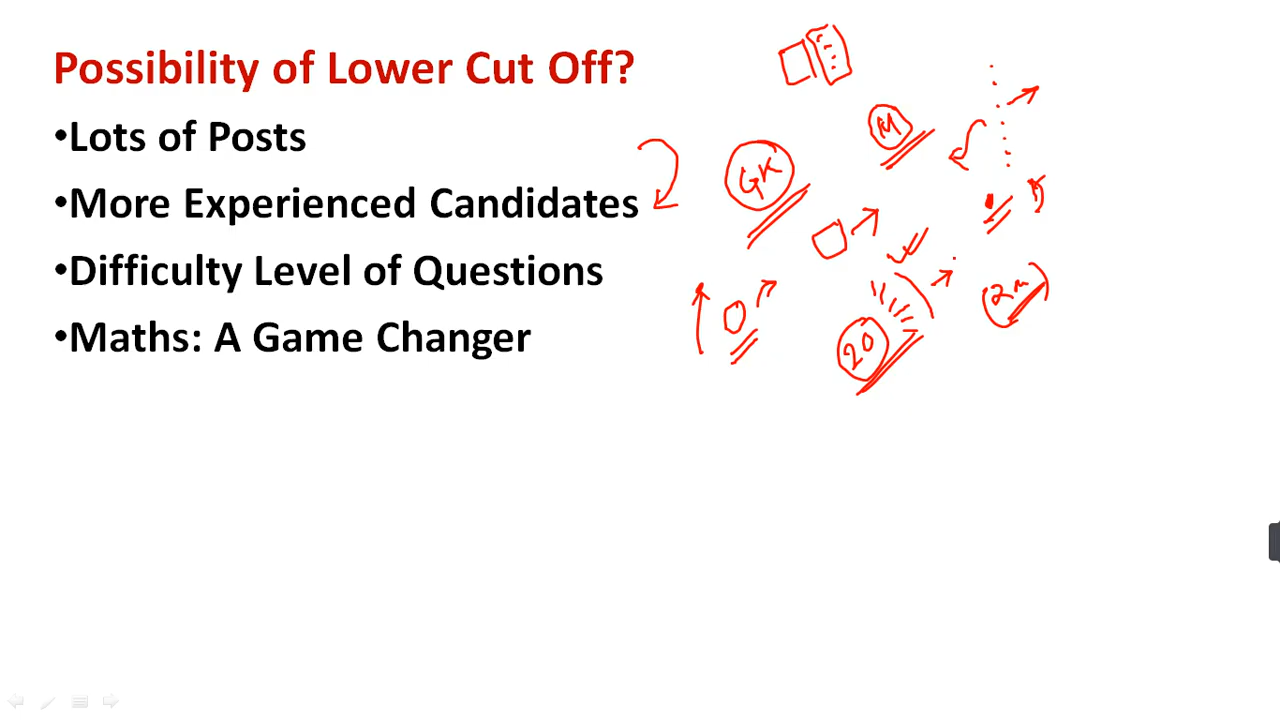 Possibility of Lower Cut Off?
•Lots of Posts
•More Experienced Candidates
•Difficulty Level of Questions
•Maths: A Game Changer
M
GK
20
2m